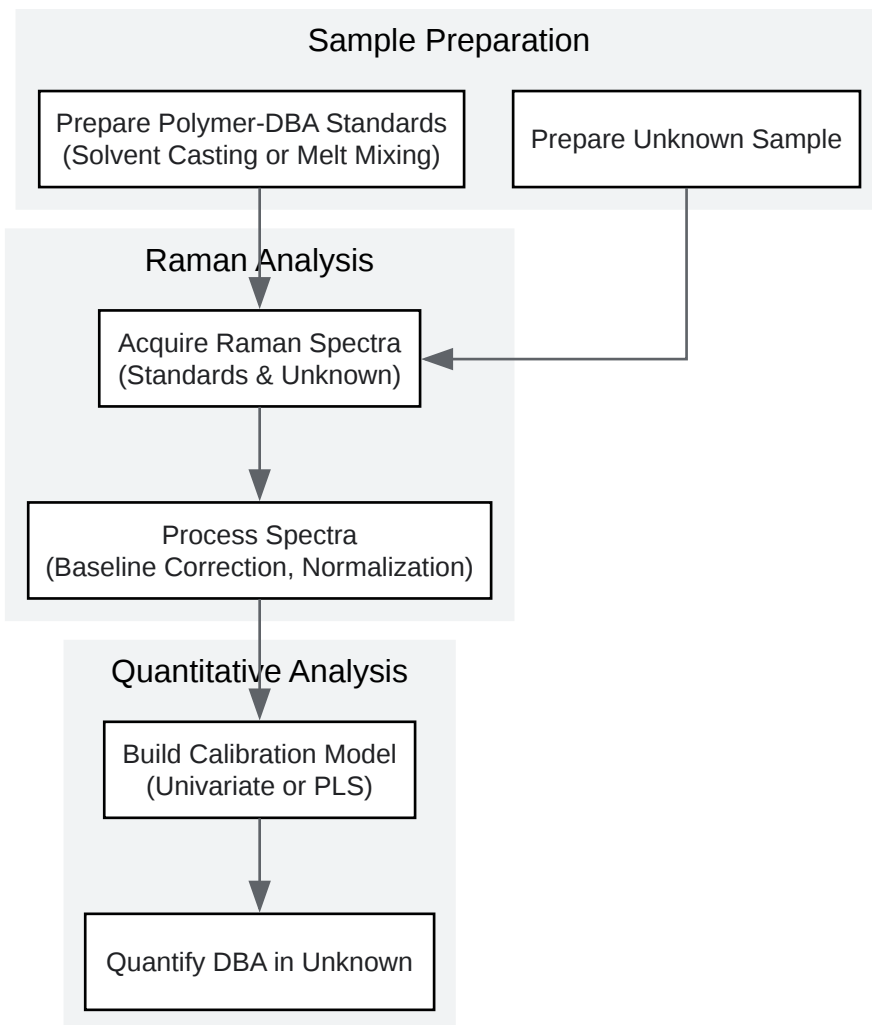 Sample Preparation
Prepare Polymer-DBA Standards
(Solvent Casting or Melt Mixing)
Prepare Unknown Sample
Raman Analysis
Acquire Raman Spectra
(Standards & Unknown)
Process Spectra
(Baseline Correction, Normalization)
Quantitative Analysis
Build Calibration Model
(Univariate or PLS)
Quantify DBA in Unknown